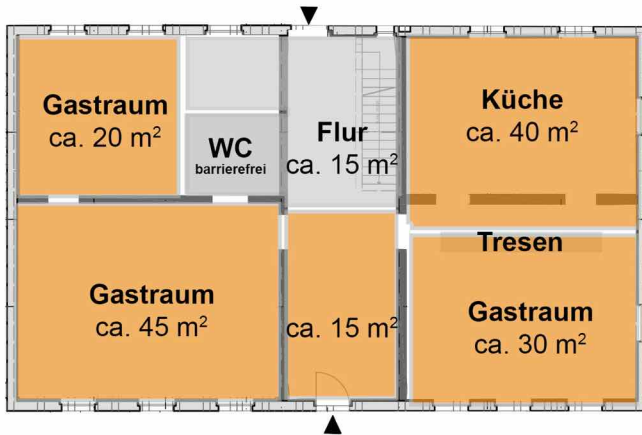 Gastraum
ca. 20 m²
WC
barrierefrei
Flur
ca. 15 m²
Küche
ca. 40 m²
Gastraum
ca. 45 m²
ca. 15 m²
Tresen
Gastraum
ca. 30 m²